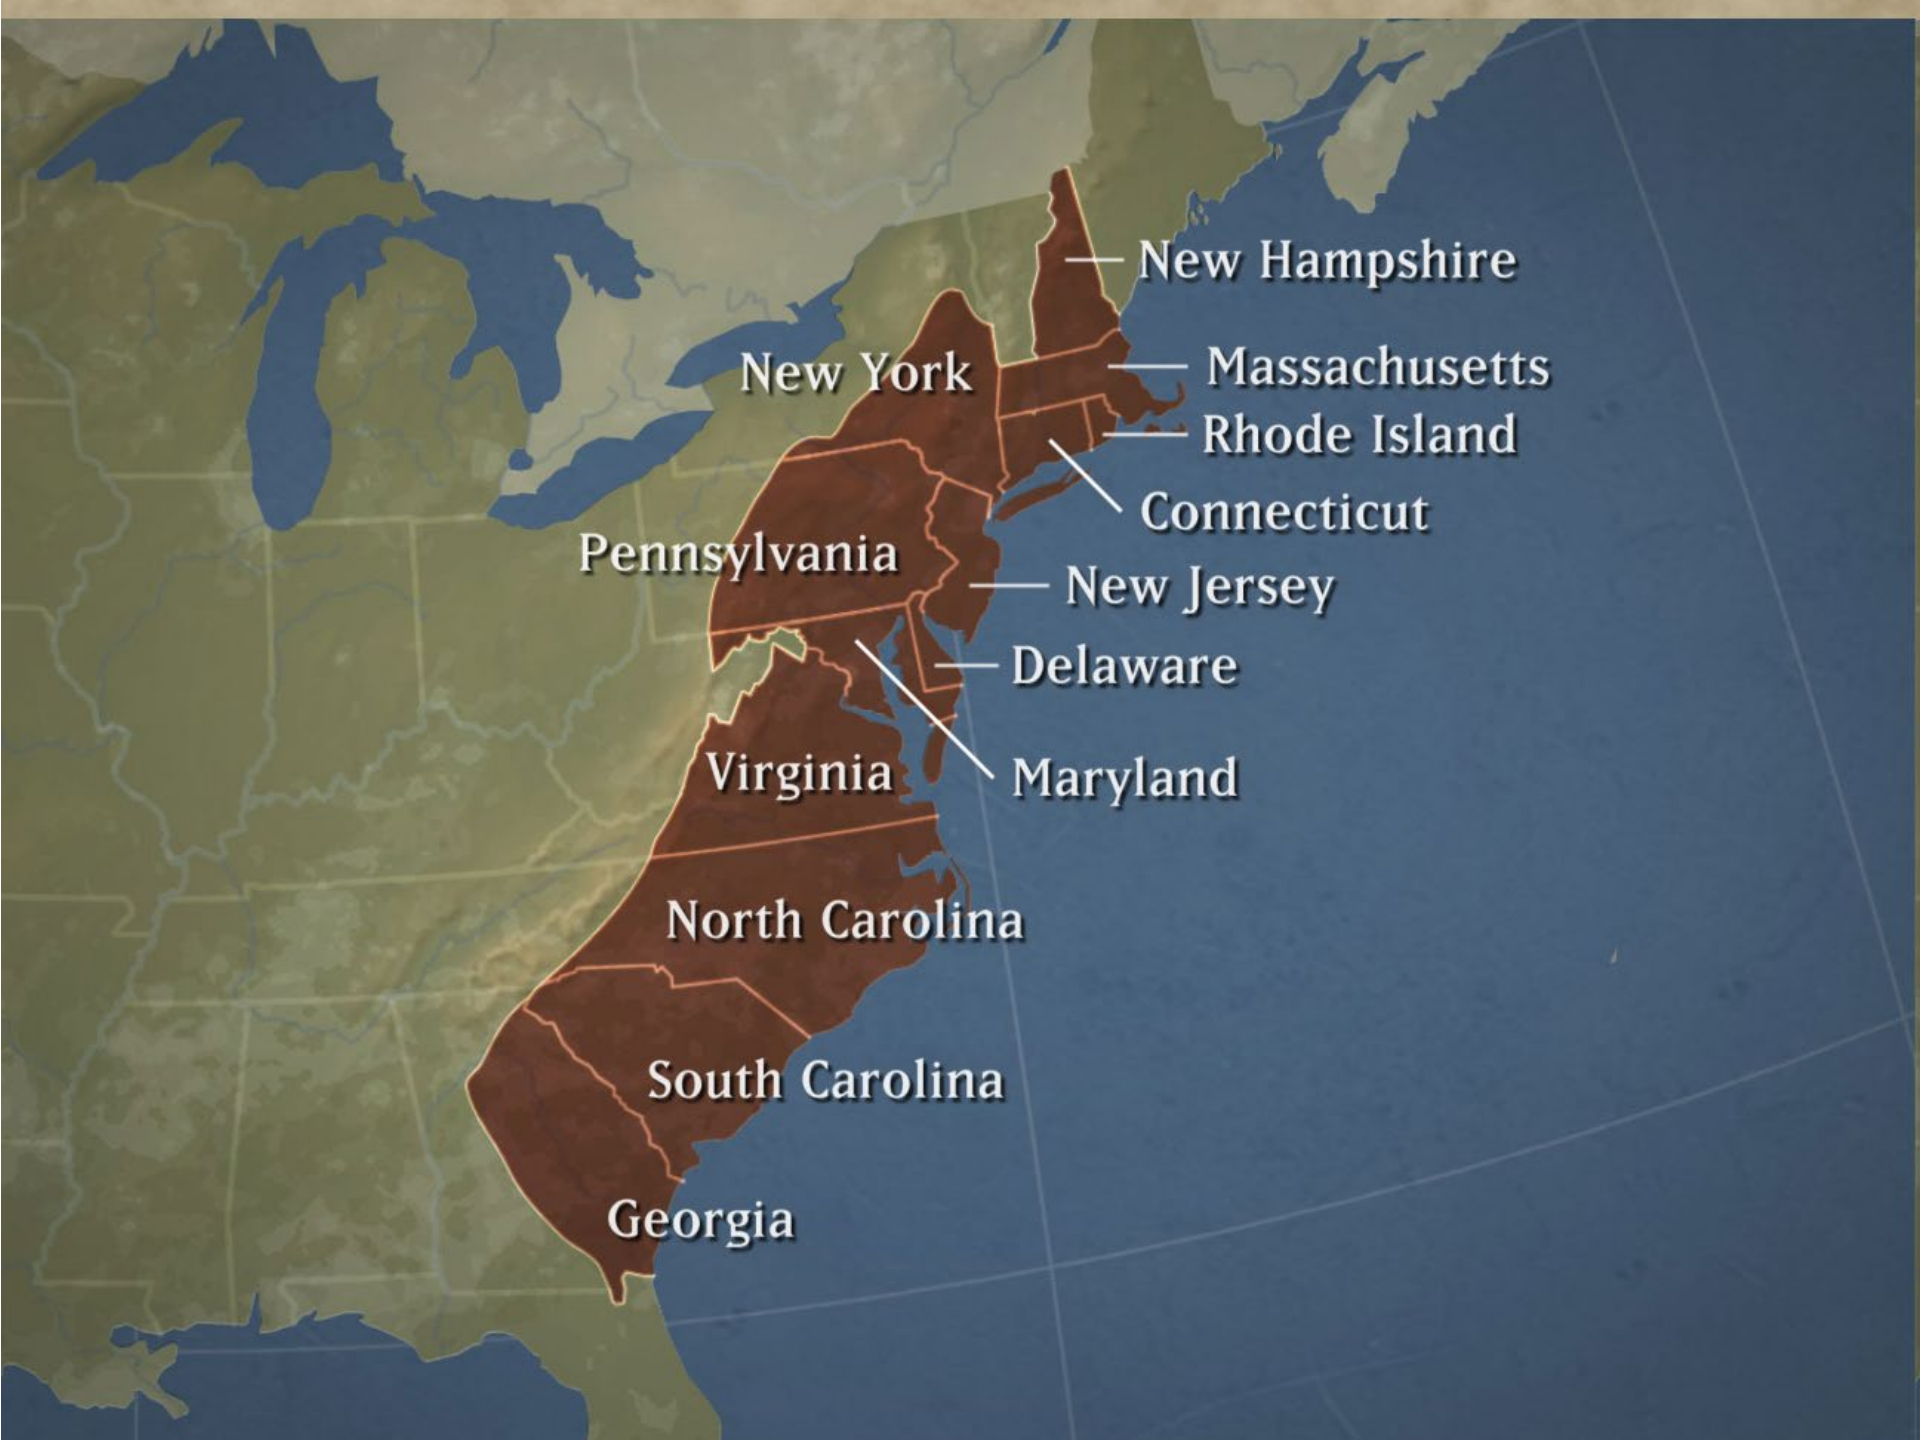 New Hampshire
New York
Massachusetts
Rhode Island
Connecticut
Pennsylvania
New Jersey
Delaware
Virginia
Maryland
North Carolina
South Carolina
Georgia